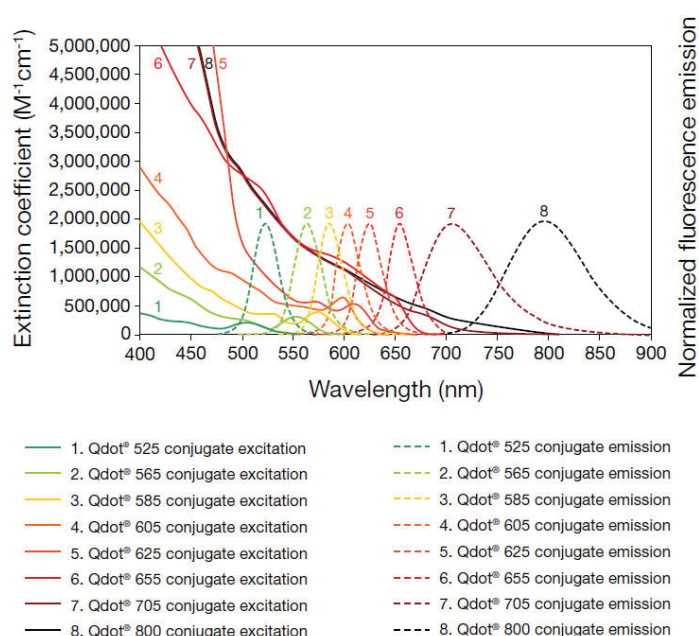 Extinction coefficient (M-1cm-1)
5,000,000
4,500,000
4,000,000
3,500,000
3,000,000
2,500,000
2,000,000
1,500,000
1,000,000
500,000
0
6
7
8
5
4
3
2
1
1
2
3
4
5
6
7
8
400
450
500
550
600
650
700
750
800
850
900
Wavelength (nm)
Normalized fluorescence emission
1. Qdot® 525 conjugate excitation
2. Qdot® 565 conjugate excitation
3. Qdot® 585 conjugate excitation
4. Qdot® 605 conjugate excitation
5. Qdot® 625 conjugate excitation
6. Qdot® 655 conjugate excitation
7. Qdot® 705 conjugate excitation
8. Qdot® 800 conjugate excitation
1. Qdot® 525 conjugate emission
2. Qdot® 565 conjugate emission
3. Qdot® 585 conjugate emission
4. Qdot® 605 conjugate emission
5. Qdot® 625 conjugate emission
6. Qdot® 655 conjugate emission
7. Qdot® 705 conjugate emission
8. Qdot® 800 conjugate emission